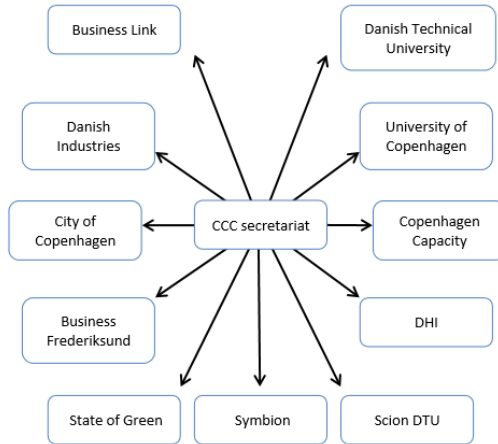 Business Link
Danish Technical
University
Danish
Industries
University of
Copenhagen
City of
Copenhagen
CCC secretariat
Copenhagen
Capacity
Business
Frederiksund
DHI
State of Green
Symbion
Scion DTU